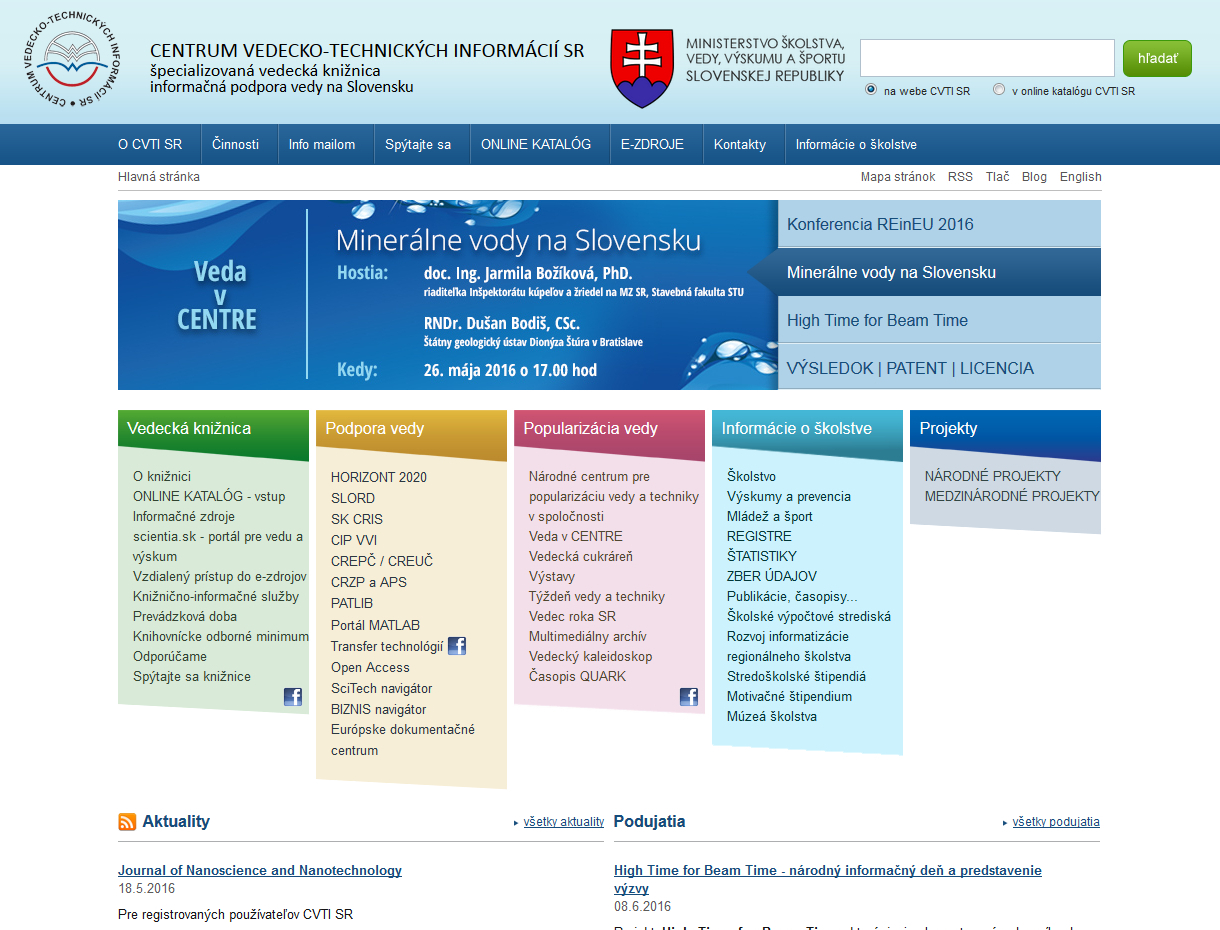 CENTRUM VEDECKO-TECHNICKÝCH INFORMÁCIÍ SR
CENTRUM VEDECKO-TECHNICKÝCH INFORMÁCIÍ SR
špecializovaná vedecká knižnica
informačná podpora vedy na Slovensku
MINISTERSTVO ŠKOLSTVA,
VEDY, VÝSKUMU A ŠPORTU
SLOVENSKEJ REPUBLIKY
hľadať
na webe CVTI SR
v online katalógu CVTI SR
O CVTI SR
Činnosti
Info mailom
Spýtajte sa
ONLINE KATALÓG
E-ZDROJE
Kontakty
Informácie o školstve
Hlavná stránka
Mapa stránok
RSS
Tlač
Blog
English
Veda
v
CENTRE
Minerálne vody na Slovensku
Hostia:
doc. Ing. Jarmila Božíková, PhD.
riaditeľka Inšpektorátu kúpeľov a žriedel na MZ SR, Stavebná fakulta STU
RNDr. Dušan Bodiš, CSc.
Štátny geologický ústav Dionýza Štúra v Bratislave
Kedy:
26. mája 2016 o 17.00 hod
Konferencia REinEU 2016
Minerálne vody na Slovensku
High Time for Beam Time
VÝSLEDOK | PATENT | LICENCIA
Vedecká knižnica
O knižnici
ONLINE KATALÓG - vstup
Informačné zdroje
scientia.sk - portál pre vedu a
výskum
Vzdialený prístup do e-zdrojov
Knižnično-informačné služby
Prevádzková doba
Knihovnícke odborné minimum
Odporúčame
Spýtajte sa knižnice
Podpora vedy
HORIZONT 2020
SLORD
SK CRIS
CIP VVI
CREPČ / CREUČ
CRZP a APS
PATLIB
Portál MATLAB
Transfer technológií
Open Access
SciTech navigátor
BIZNIS navigátor
Európske dokumentačné
centrum
Popularizácia vedy
Národné centrum pre
popularizáciu vedy a techniky
v spoločnosti
Veda v CENTRE
Vedecká cukráreň
Výstavy
Týždeň vedy a techniky
Vedec roka SR
Multimediálny archív
Vedecký kaleidoskop
Časopis QUARK
Informácie o školstve
Školstvo
Výskumy a prevencia
Mládež a šport
REGISTRE
ŠTATISTIKY
ZBER ÚDAJOV
Publikácie, časopisy...
Školské výpočtové strediská
Rozvoj informatizácie
regionálneho školstva
Stredoškolské štipendiá
Motivačné štipendium
Múzeá školstva
Projekty
NÁRODNÉ PROJEKTY
MEDZINÁRODNÉ PROJEKTY
Aktuality
všetky aktuality
Journal of Nanoscience and Nanotechnology
18.5.2016
Pre registrovaných používateľov CVTI SR
Podujatia
všetky podujatia
High Time for Beam Time - národný informačný deň a predstavenie
výzvy
08.6.2016